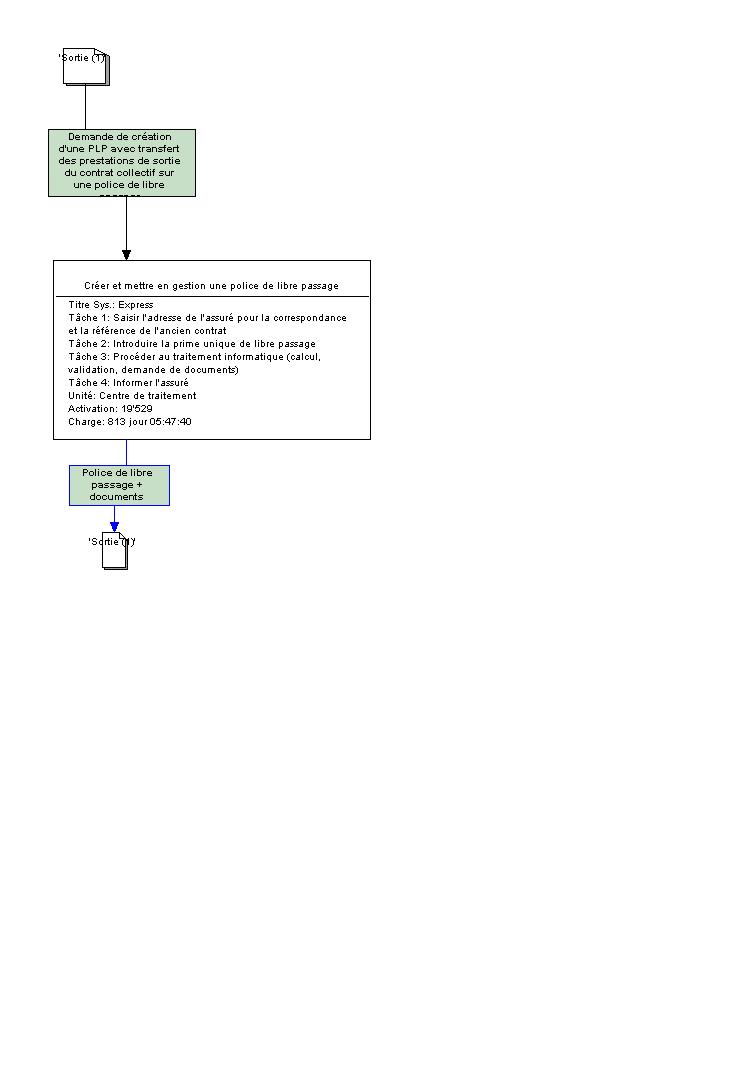 'Sortie (1)'
Demande de création
d'une PLP avec transfert
des prestations de sortie
du contrat collectif sur
une police de libre
Créer et mettre en gestion une police de libre passage
Titre Sys.: Express
Tâche 1: Saisir l'adresse de l'assuré pour la correspondance
et la référence de l'ancien contrat
Tâche 2: Introduire la prime unique de libre passage
Tâche 3: Procéder au traitement informatique (calcul,
validation, demande de documents)
Tâche 4: Informer l'assuré
Unité: Centre de traitement
Activation: 19'529
Charge: 813 jour 05:47:40
Police de libre
passage +
documents
'Sortie (1)'